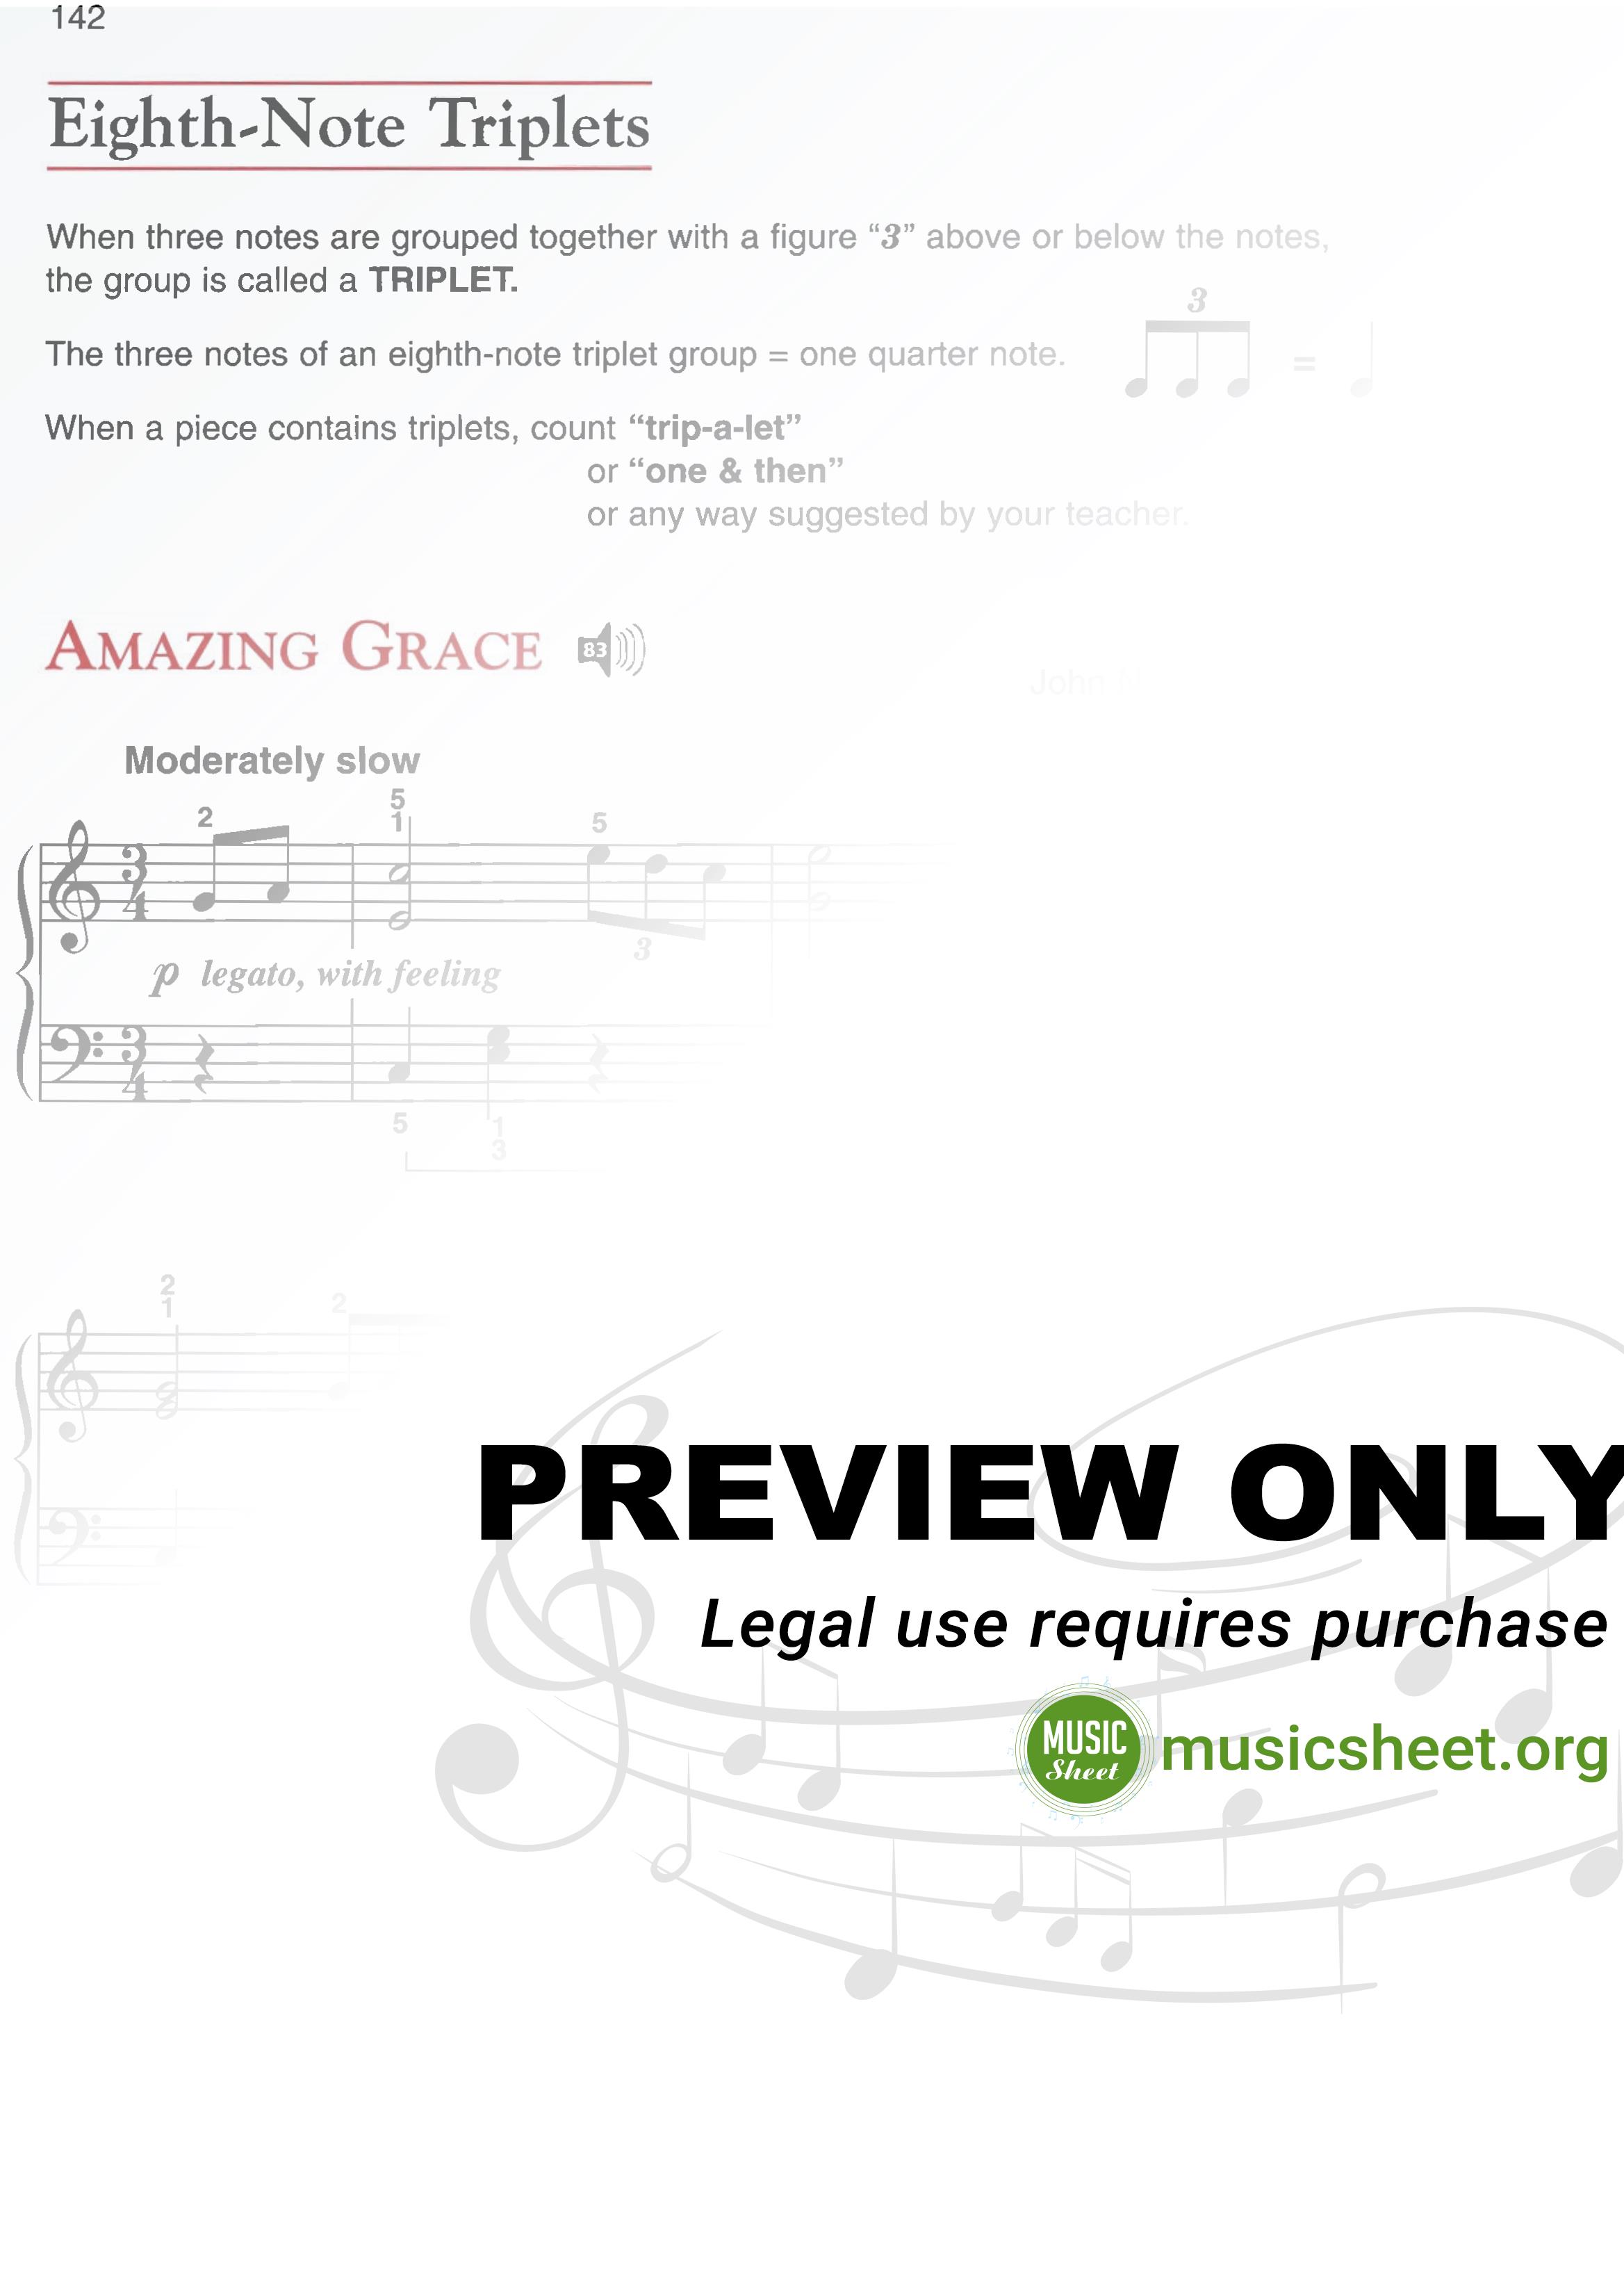 142
Eighth-Note Triplets
When three notes are grouped together with a figure “3” above or below the notes,
the group is called a TRIPLET.
3
The three notes of an eighth-note triplet group = one quarter note.
=
When a piece contains triplets, count “trip-a-let”
or “one & then”
or any way suggested by your teacher.
AMAZING GRACE 83
John
Moderately slow
2 5 1 5
3 4
3
p legato, with feeling
3 4
5 1 3
2 1 2
PREVIEW ONLY
Legal use requires purchase
MUSIC
Sheet
musicsheet.org